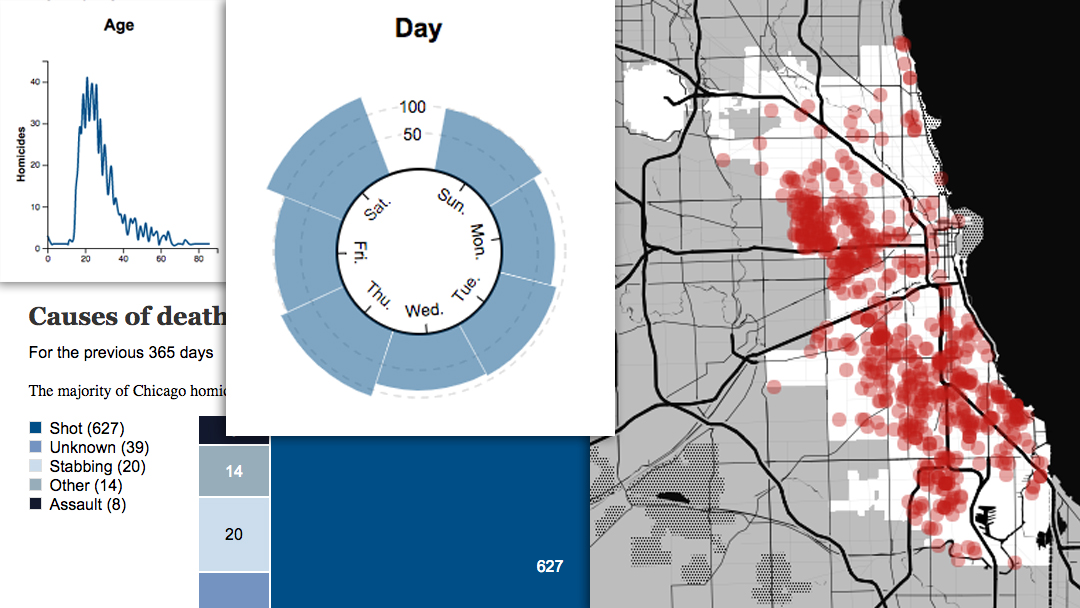 Age
Homicides
40
30
20
10
0
0
20
40
60
80
Day
100
50
Sun.
Mon.
Tue.
Wed.
Thu.
Fri.
Sat.
Causes of death
For the previous 365 days
The majority of Chicago
Shot (627)
Unknown (39)
Stabbing (20)
Other (14)
Assault (8)
14
20
627